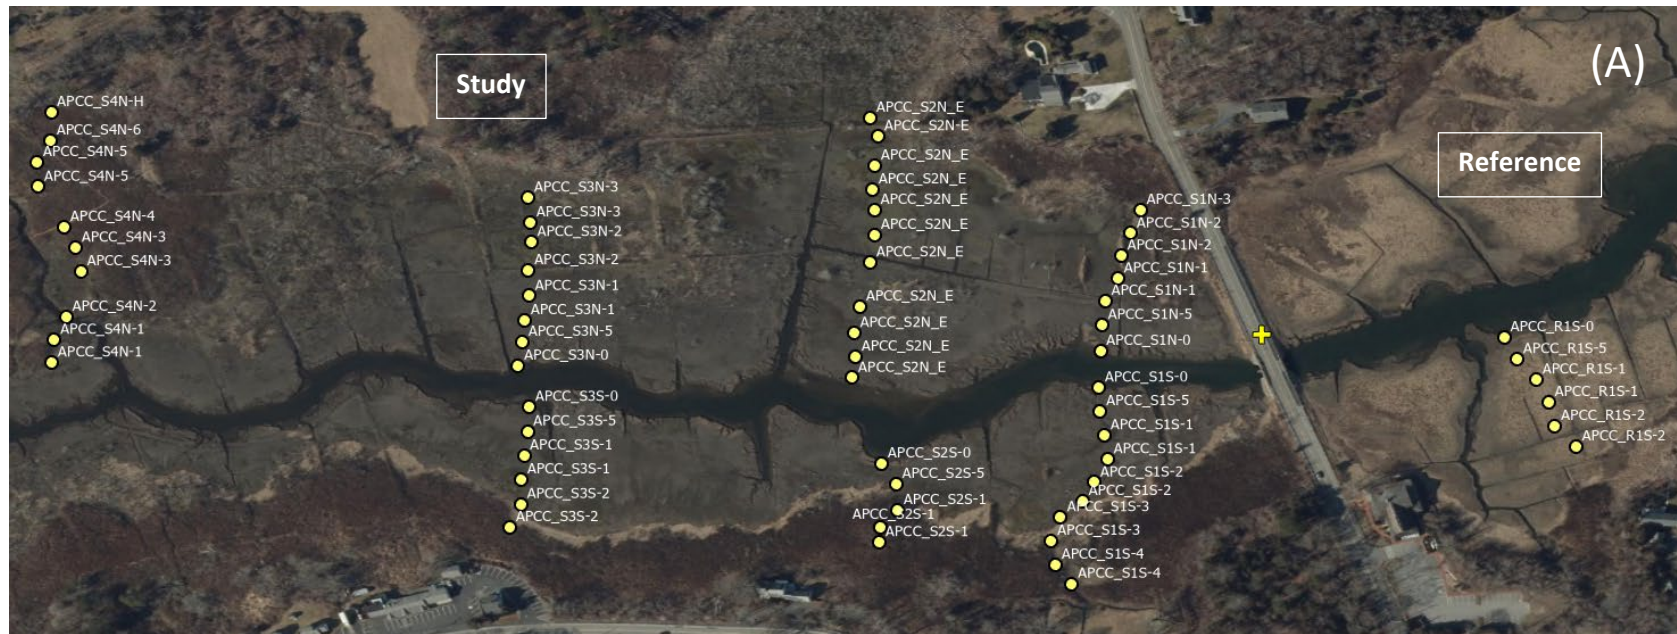 (A)
Study
Reference
APCC_S4N-H
APCC_S4N-6
APCC_S4N-5
APCC_S4N-5
APCC_S4N-4
APCC_S4N-3
APCC_S4N-3
APCC_S4N-2
APCC_S4N-1
APCC_S4N-1
APCC_S3N-3
APCC_S3N-3
APCC_S3N-2
APCC_S3N-2
APCC_S3N-1
APCC_S3N-1
APCC_S3N-5
APCC_S3N-0
APCC_S3S-0
APCC_S3S-5
APCC_S3S-1
APCC_S3S-1
APCC_S3S-2
APCC_S3S-2
APCC_S2N_E
APCC_S2N-E
APCC_S2N_E
APCC_S2N_E
APCC_S2N_E
APCC_S2N_E
APCC_S2N_E
APCC_S2N_E
APCC_S2N_E
APCC_S2N_E
APCC_S2N_E
APCC_S2S-0
APCC_S2S-5
APCC_S2S-1
APCC_S2S-1
APCC_S2S-1
APCC_S1N-3
APCC_S1N-2
APCC_S1N-2
APCC_S1N-1
APCC_S1N-1
APCC_S1N-5
APCC_S1N-0
APCC_S1S-0
APCC_S1S-5
APCC_S1S-1
APCC_S1S-1
APCC_S1S-2
APCC_S1S-2
APCC_S1S-3
APCC_S1S-3
APCC_S1S-4
APCC_S1S-4
APCC_R1S-0
APCC_R1S-5
APCC_R1S-1
APCC_R1S-1
APCC_R1S-2
APCC_R1S-2